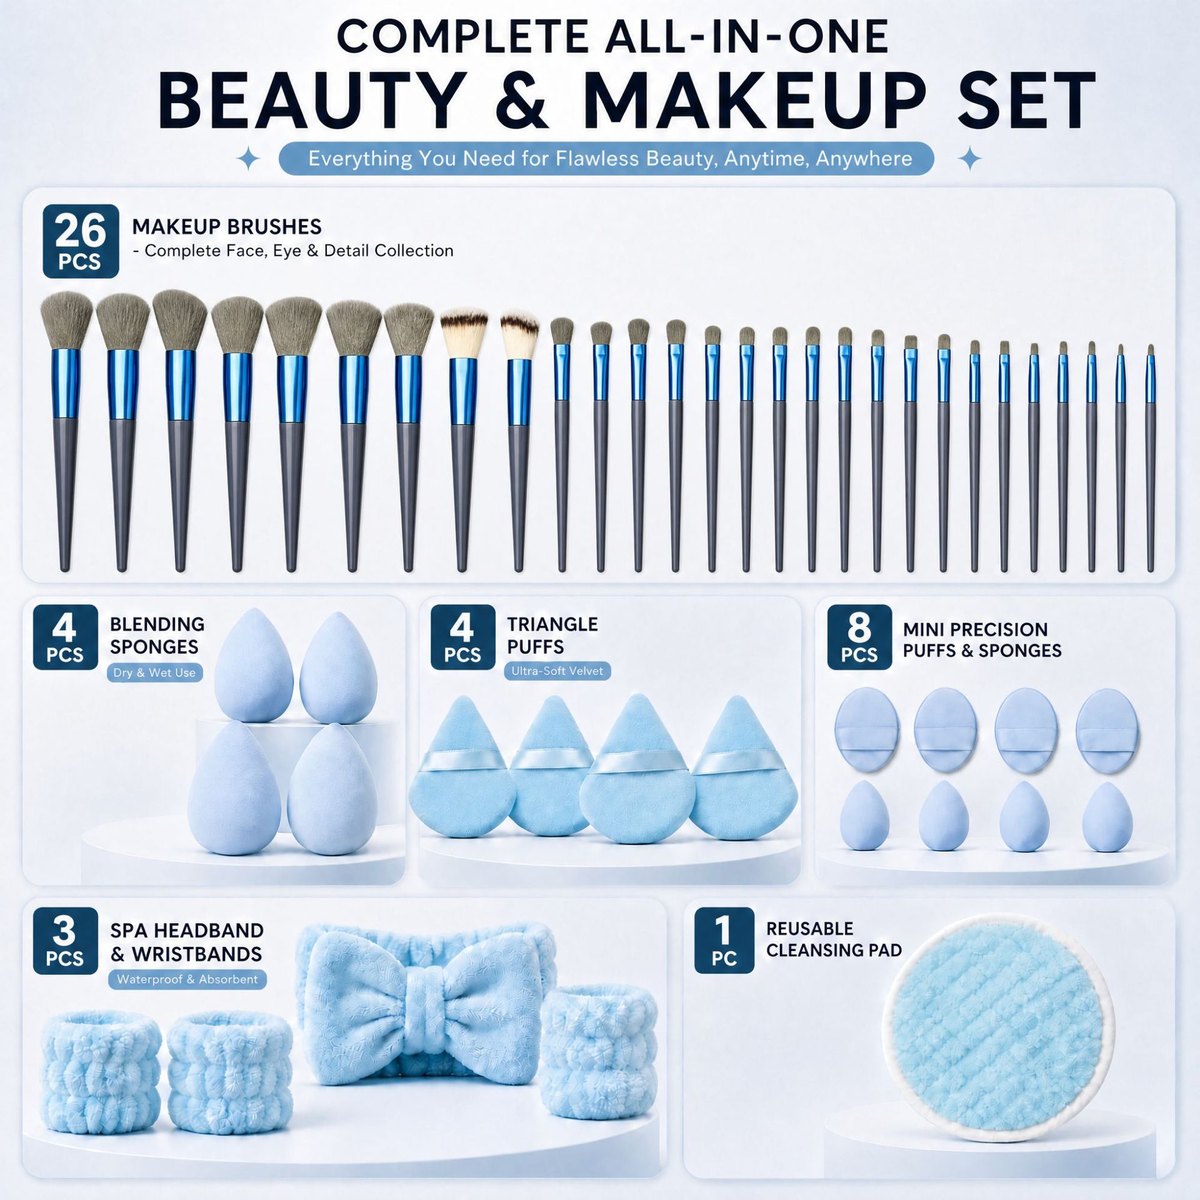 COMPLETE ALL-IN-ONE
BEAUTY & MAKEUP SET
Everything You Need for Flawless Beauty, Anytime, Anywhere
26
PCS
MAKEUP BRUSHES
- Complete Face, Eye & Detail Collection
4
PCS
BLENDING
SPONGES
Dry & Wet Use
4
PCS
TRIANGLE
PUFFS
Ultra-Soft Velvet
8
PCS
MINI PRECISION
PUFFS & SPONGES
3
PCS
SPA HEADBAND
& WRISTBANDS
Waterproof & Absorbent
1
PC
REUSABLE
CLEANSING PAD